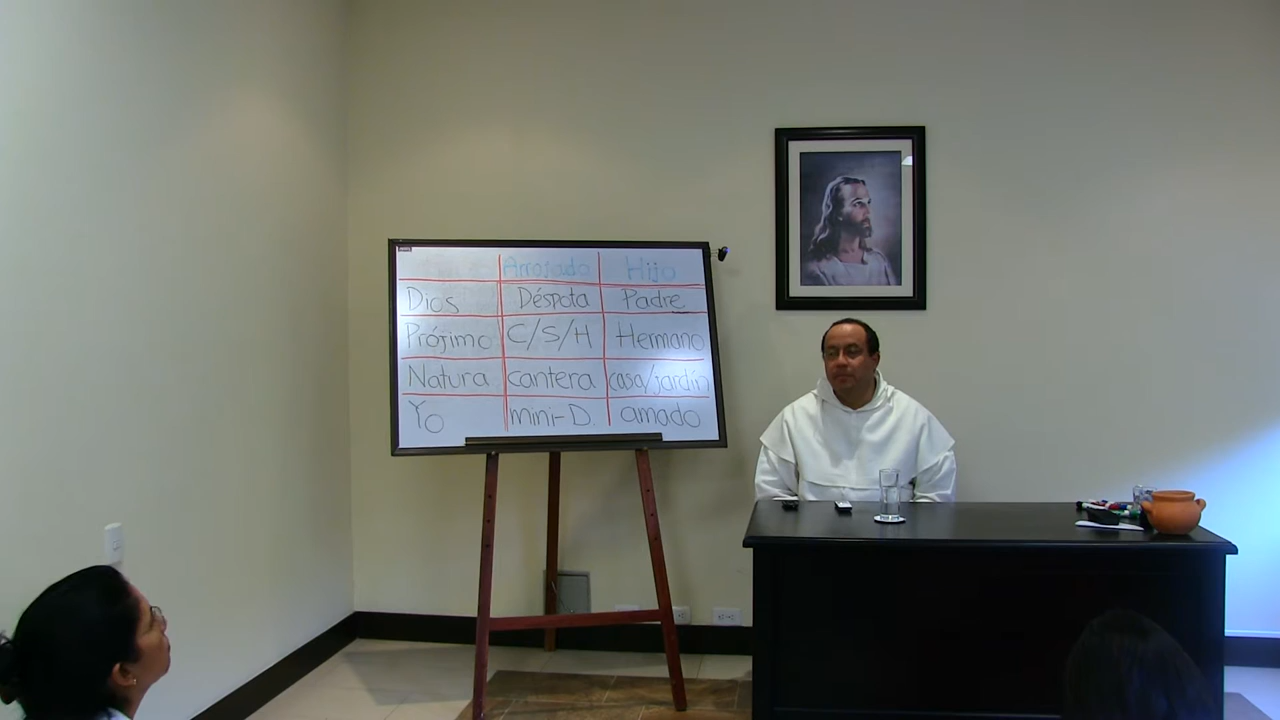 Arrojado Hijo
Dios Déspota Padre
Prójimo C/S/H Hermano
Natura cantera casa/jardín
Yo mini-D. amado